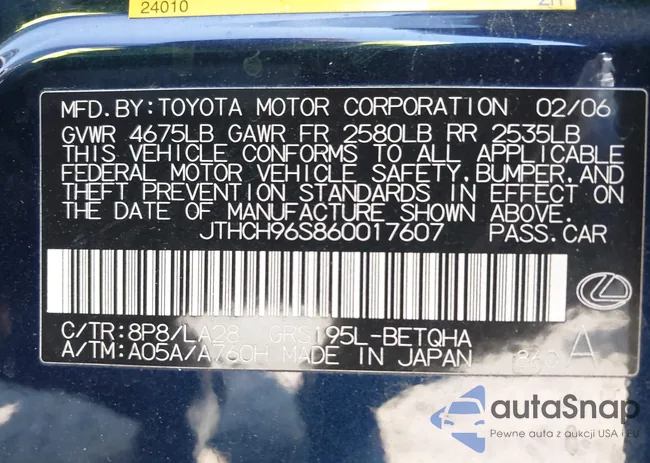 24010
MFD.BY:TOYOTA MOTOR CORPORATION 02/06
GVWR 4675LB GAWR FR 2580LB RR 2535LB
THIS VEHICLE CONFORMS TO ALL APPLICABLE
FEDERAL MOTOR VEHICLE SAFETY,BUMPER,AND
THEFT PREVENTION STANDARDS IN EFFECT ON
THE DATE OF MANUFACTURE SHOWN ABOVE.
JTHCH96S860017607 PASS.CAR
C/TR:8P8/LA28 GRS195L-BETQHA
A/TM:A05A/A760H MADE IN JAPAN A
autaSnap
Pewne auta z aukcji USA i EU